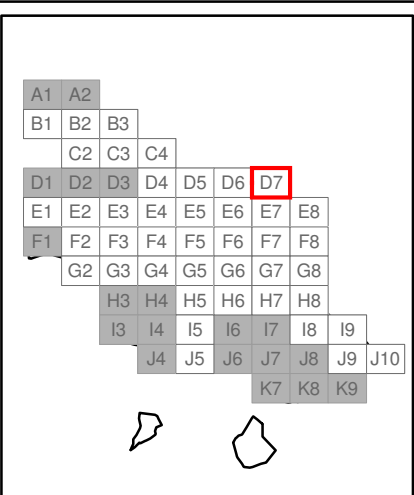 A1 A2
B1 B2 B3
C2 C3 C4
D1 D2 D3 D4 D5 D6 D7
E1 E2 E3 E4 E5 E6 E7 E8
F1 F2 F3 F4 F5 F6 F7 F8
G2 G3 G4 G5 G6 G7 G8
H3 H4 H5 H6 H7 H8
I3 I4 I5 I6 I7 I8 I9
J4 J5 J6 J7 J8 J9 J10
K7 K8 K9